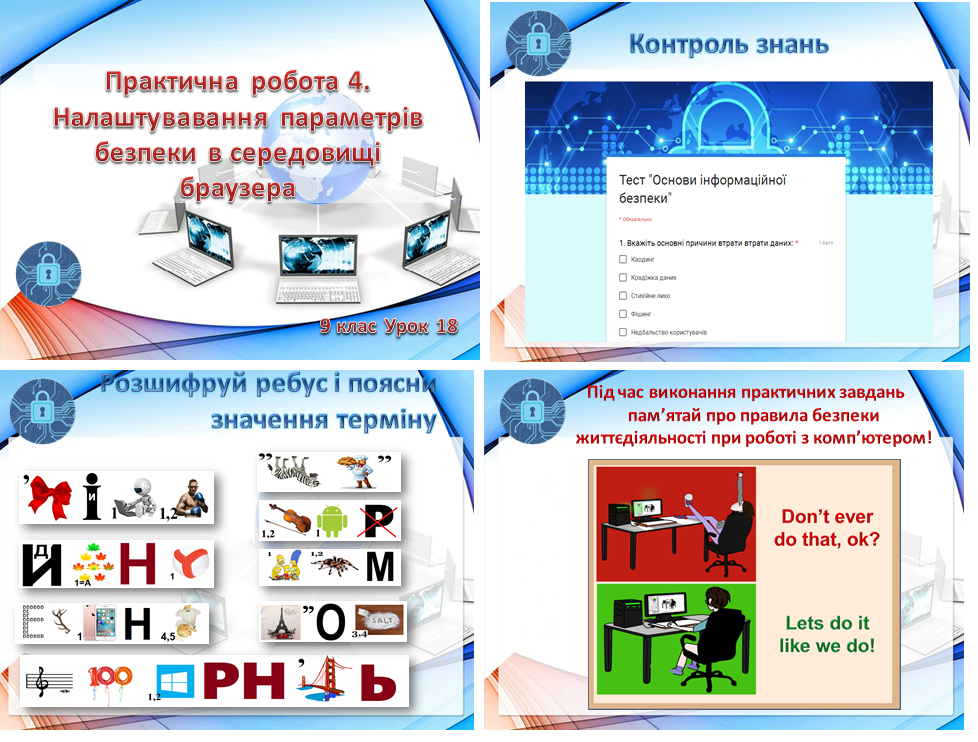 Практична робота 4.
Налаштувавання параметрів
безпеки в середовищі
браузера
9 клас Урок 18
Контроль знань
Тест "Основи інформаційної
безпеки"
* Обязательно
1. Вкажіть основні причини втрати втрати даних: *
1 балл
Кардинг
Крадіжка даних
Стихійне лихо
Фішинг
Недбальство користувачів
Розшифруй ребус і поясни
значення терміну
’ і и 1 1,2
” ”
1,2 1 Р
Й Д 1=А Н 1
1 1,2 М
1 Н 4,5
” О SALT 3,4
100 1,2 РН ’ Ь
Під час виконання практичних завдань
пам’ятай про правила безпеки
життєдіяльності при роботі з комп’ютером!
Don’t ever
do that, ok?
Lets do it
like we do!